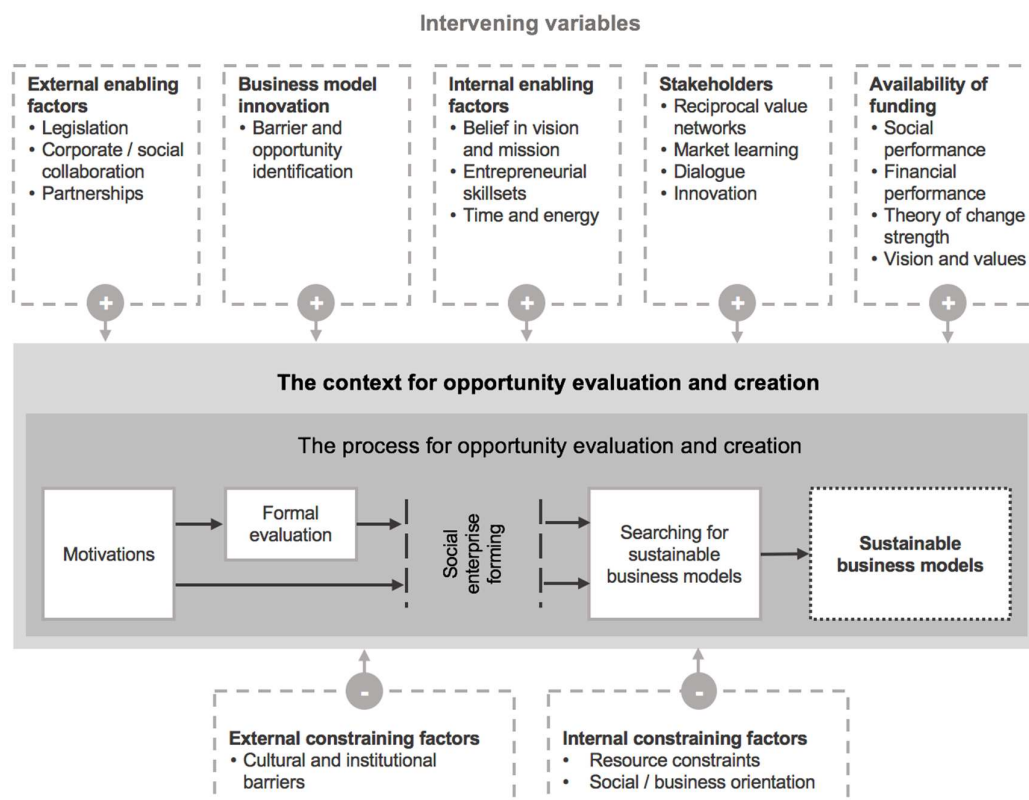 Intervening variables
External enabling
factors
• Legislation
• Corporate / social
collaboration
• Partnerships
+
Business model
innovation
• Barrier and
opportunity
identification
+
Internal enabling
factors
• Belief in vision
and mission
• Entrepreneurial
skillsets
• Time and energy
+
Stakeholders
• Reciprocal value
networks
• Market learning
• Dialogue
• Innovation
+
Availability of
funding
• Social
performance
• Financial
performance
• Theory of change
strength
• Vision and values
+
The context for opportunity evaluation and creation
The process for opportunity evaluation and creation
Motivations
Formal
evaluation
Social
enterprise
forming
Searching for
sustainable
business models
Sustainable
business models
-
External constraining factors
• Cultural and institutional
barriers
-
Internal constraining factors
• Resource constraints
• Social / business orientation